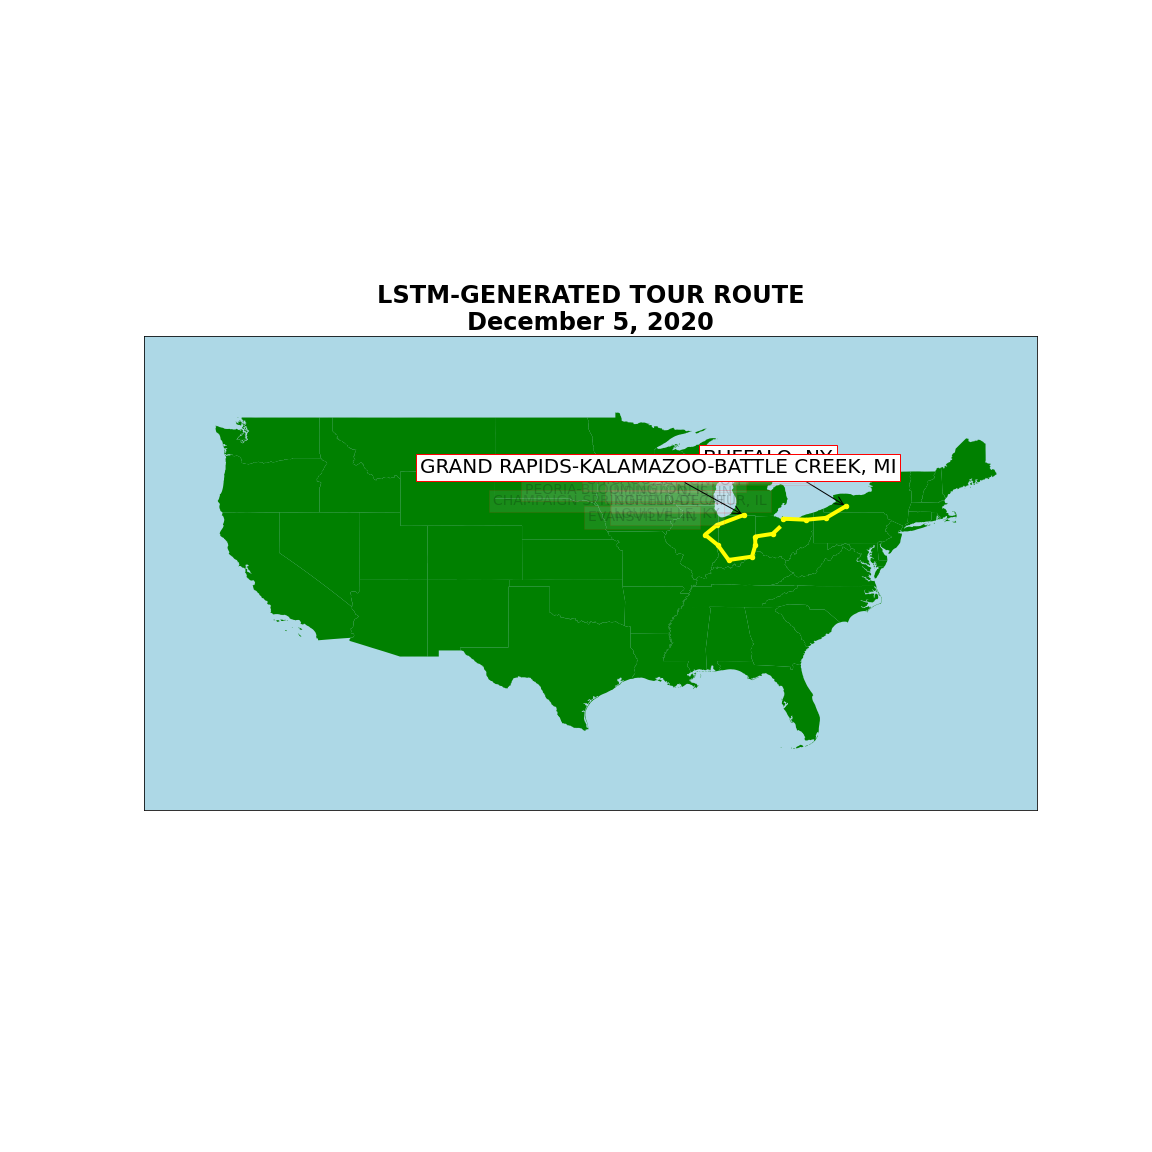 LSTM-GENERATED TOUR ROUTE
December 5, 2020
BUFFALO, NY
GRAND RAPIDS-KALAMAZOO-BATTLE CREEK, MI
PEORIA-BLOOMINGTON
CHAMPAIGN-SPRINGFIELD-DECATUR, IL
EVANSVILLE, IN